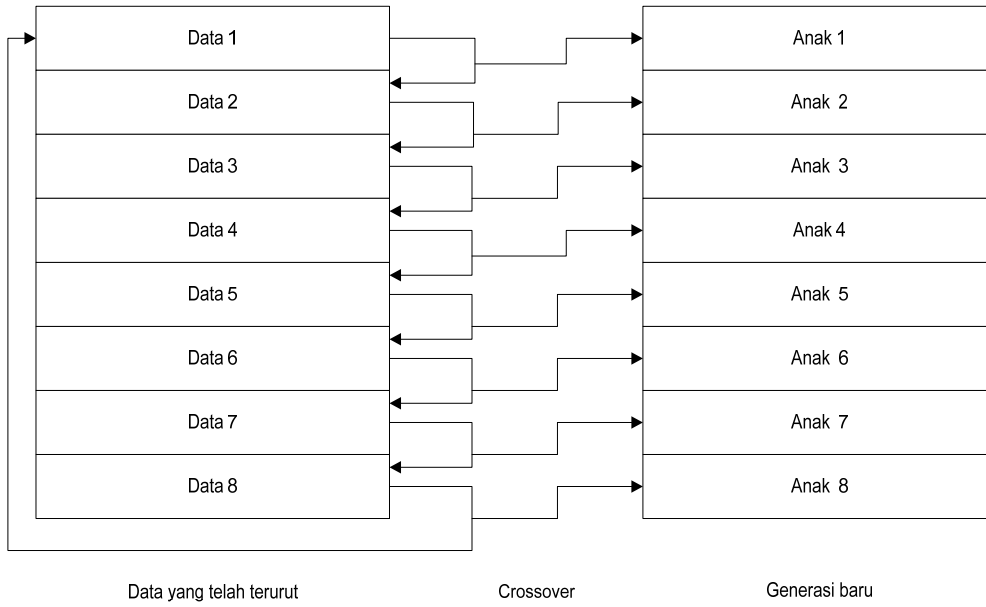 Data 1
Anak 1
Data 2
Anak 2
Data 3
Anak 3
Data 4
Anak 4
Data 5
Anak 5
Data 6
Anak 6
Data 7
Anak 7
Data 8
Anak 8
Data yang telah terurut
Crossover
Generasi baru